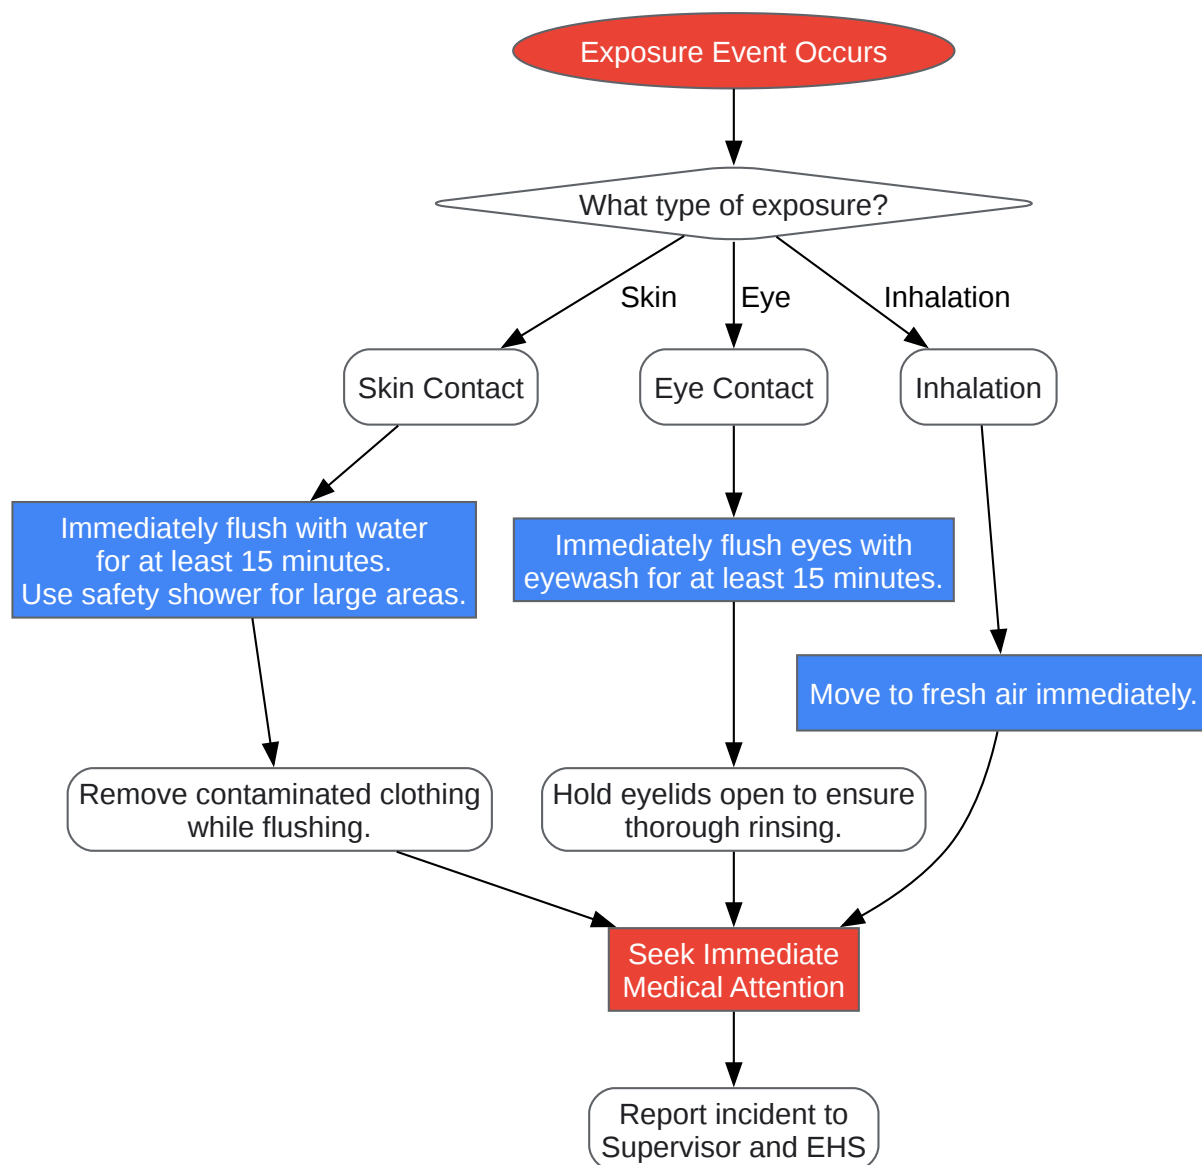 Exposure Event Occurs
What type of exposure?
Skin
Eye
Inhalation
Skin Contact
Eye Contact
Inhalation
Immediately flush with water
for at least 15 minutes.
Use safety shower for large areas.
Immediately flush eyes with
eyewash for at least 15 minutes.
Move to fresh air immediately.
Remove contaminated clothing
while flushing.
Hold eyelids open to ensure
thorough rinsing.
Seek Immediate
Medical Attention
Report incident to
Supervisor and EHS